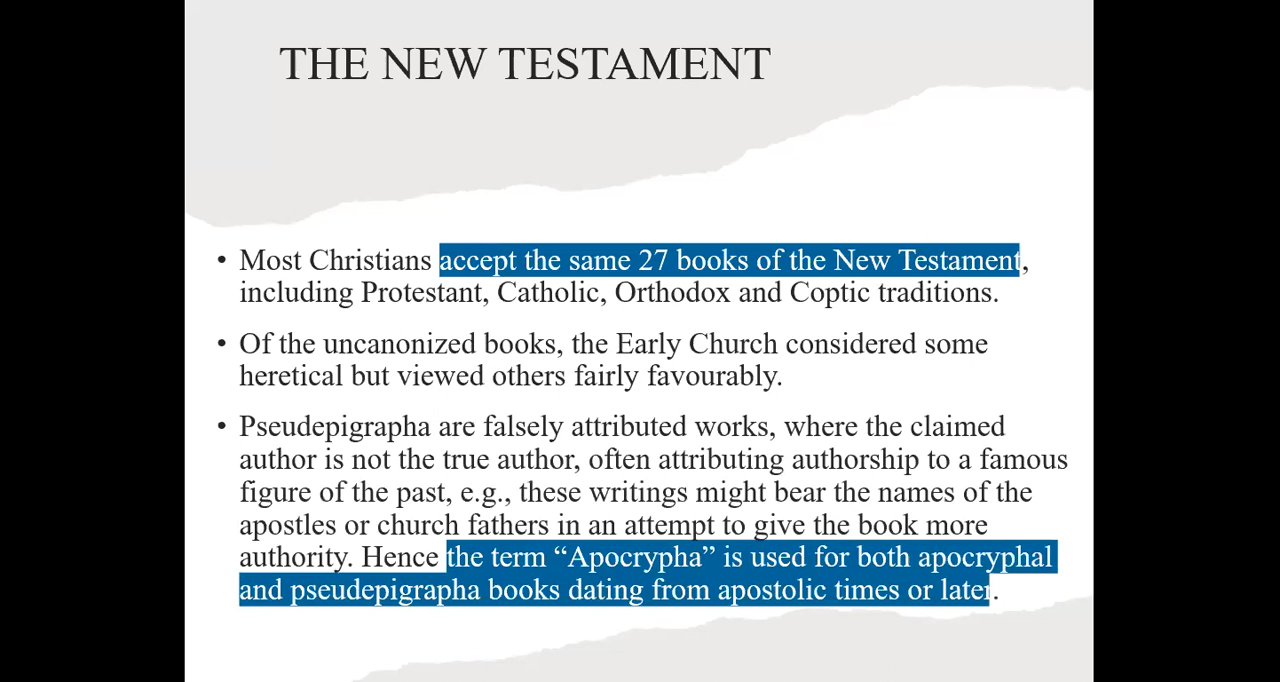 THE NEW TESTAMENT
• Most Christians accept the same 27 books of the New Testament,
including Protestant, Catholic, Orthodox and Coptic traditions.
• Of the uncanonized books, the Early Church considered some
heretical but viewed others fairly favourably.
• Pseudepigrapha are falsely attributed works, where the claimed
author is not the true author, often attributing authorship to a famous
figure of the past, e.g., these writings might bear the names of the
apostles or church fathers in an attempt to give the book more
authority. Hence the term “Apocrypha” is used for both apocryphal
and pseudepigrapha books dating from apostolic times or later.